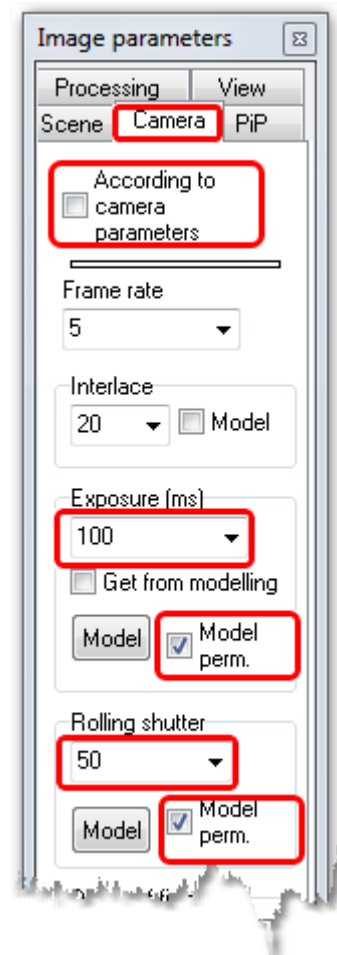 Image parameters
Processing View
Scene Camera PiP
According to
camera
parameters
Frame rate
5
Interlace
20 Model
Exposure (ms)
100
Get from modelling
Model Model
perm.
Rolling shutter
50
Model Model
perm.